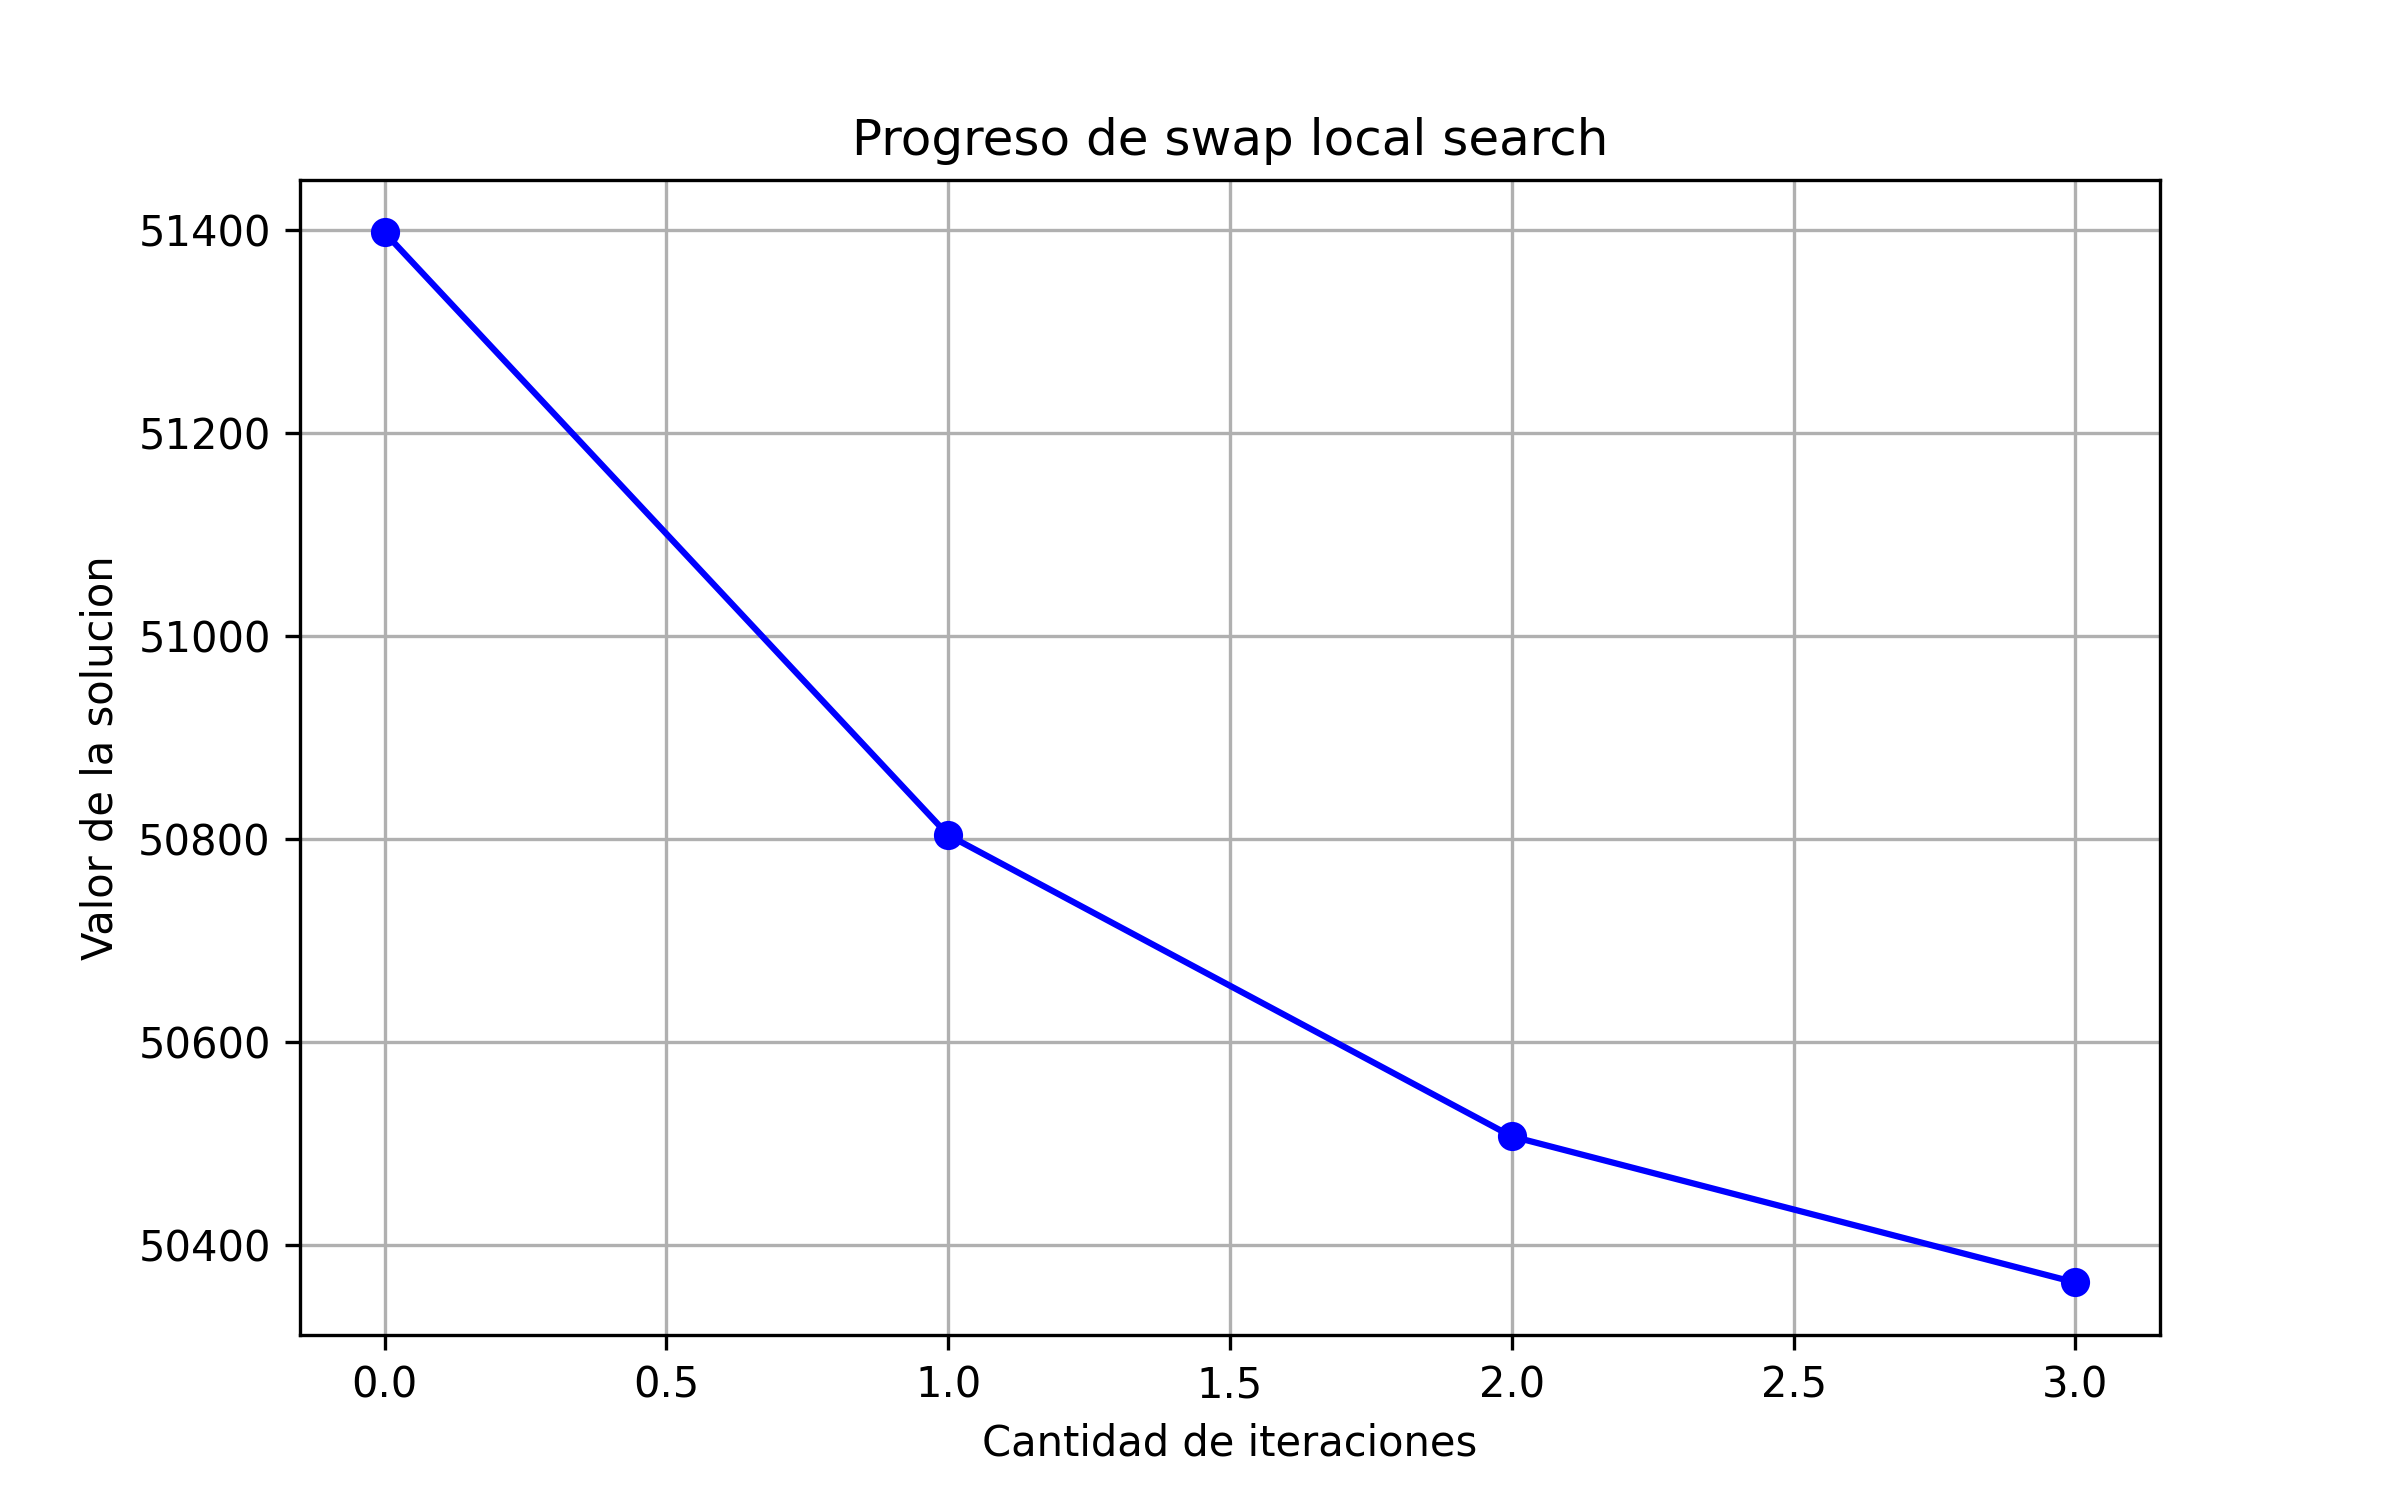 Progreso de swap local search
51400
51200
51000
50800
50600
50400
Valor de la solucion
0.0 0.5 1.0 1.5 2.0 2.5 3.0
Cantidad de iteraciones